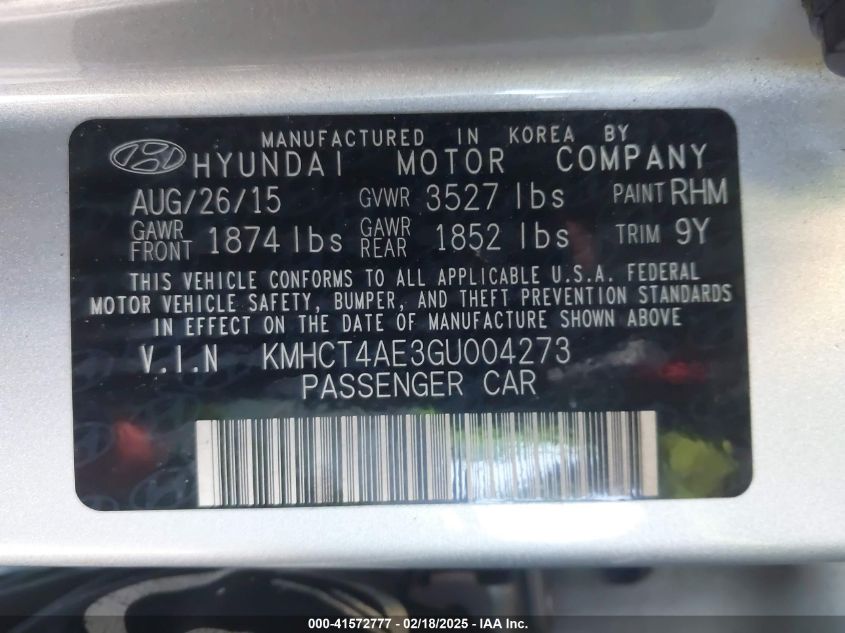 MANUFACTURED IN KOREA BY
HYUNDAI MOTOR COMPANY
AUG/26/15 GVWR 3527 lbs PAINT RHM
GAWR FRONT 1874 lbs GAWR REAR 1852 lbs TRIM 9Y
THIS VEHICLE CONFORMS TO ALL APPLICABLE U.S.A. FEDERAL
MOTOR VEHICLE SAFETY, BUMPER, AND THEFT PREVENTION STANDARDS
IN EFFECT ON THE DATE OF MANUFACTURE SHOWN ABOVE
V.I.N KMHCT4AE3GU004273
PASSENGER CAR
000-41572777 - 02/18/2025 - IAA Inc.